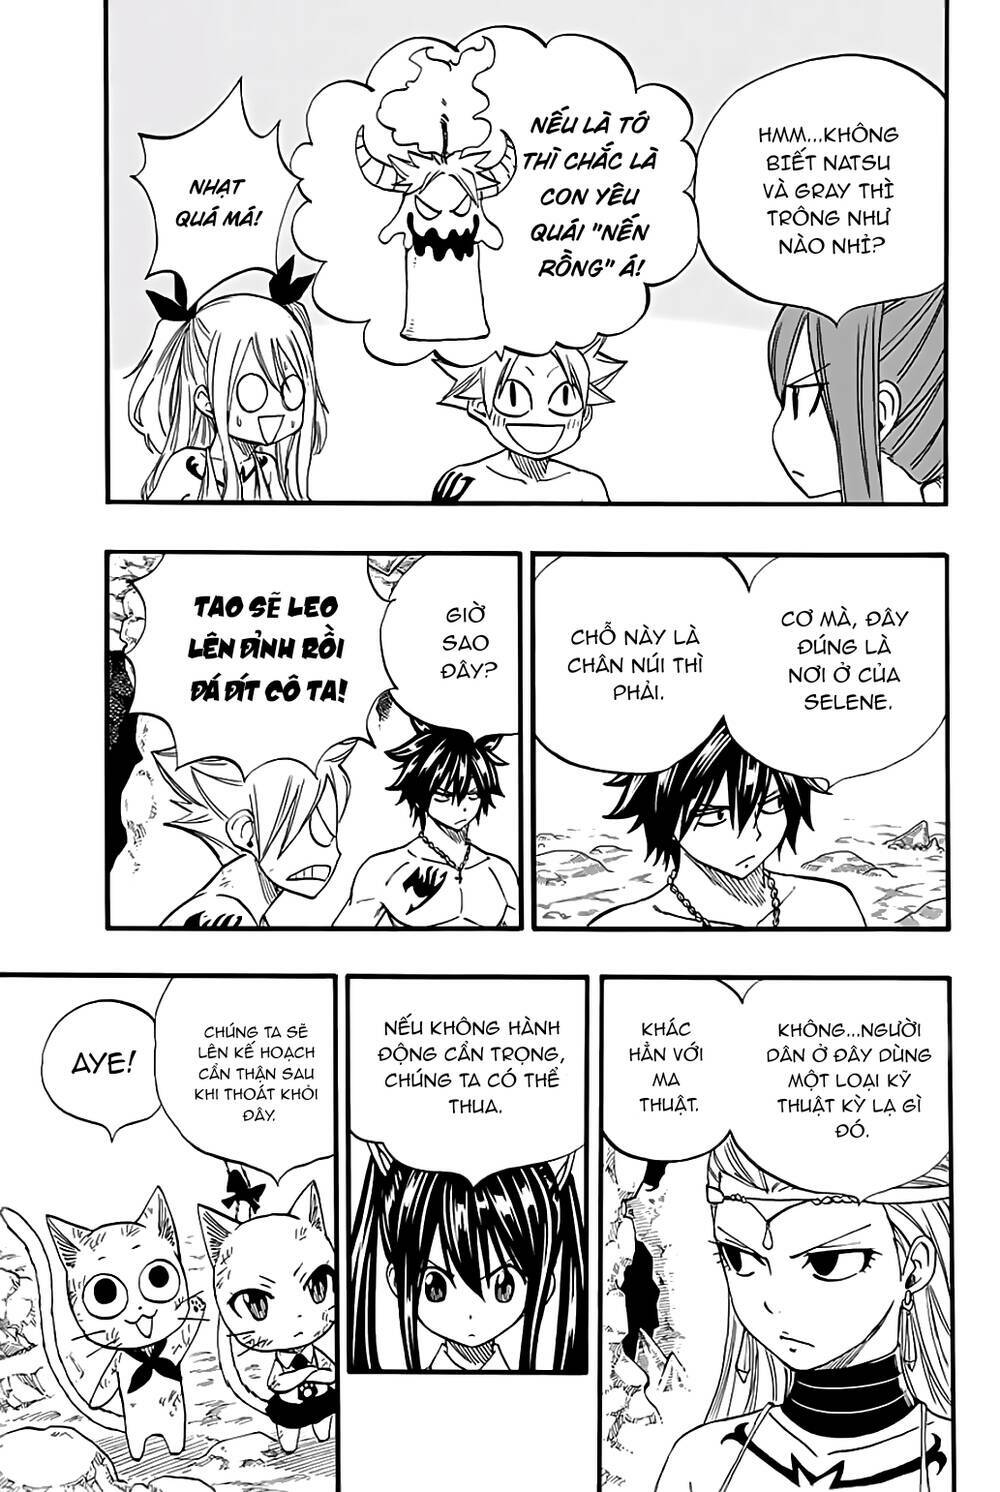 HMM...KHÔNG
BIẾT NATSU
VÀ GRAY THÌ
TRÔNG NHƯ
NÀO NHỈ?
NẾU LÀ TỚ
THÌ CHẮC LÀ
CON YÊU
QUÁI "NẾN
RỒNG" Á!
NHẠT
QUÁ MÁ!
CƠ MÀ, ĐÂY
ĐÚNG LÀ
NƠI Ở CỦA
SELENE.
CHỖ NÀY LÀ
CHÂN NÚI THÌ
PHẢI.
GIỜ
SAO
ĐÂY?
TAO SẼ LEO
LÊN ĐỈNH RỒI
ĐÁ ĐÍT CÔ TA!
KHÔNG...NGƯỜI
DÂN Ở ĐÂY DÙNG
MỘT LOẠI KỸ
THUẬT KỲ LẠ GÌ
ĐÓ.
KHÁC
HẲN VỚI
MA
THUẬT.
NẾU KHÔNG HÀNH
ĐỘNG CẨN TRỌNG,
CHÚNG TA CÓ THỂ
THUA.
CHÚNG TA SẼ
LÊN KẾ HOẠCH
CẨN THẬN SAU
KHI THOÁT KHỎI
ĐÂY.
AYE!